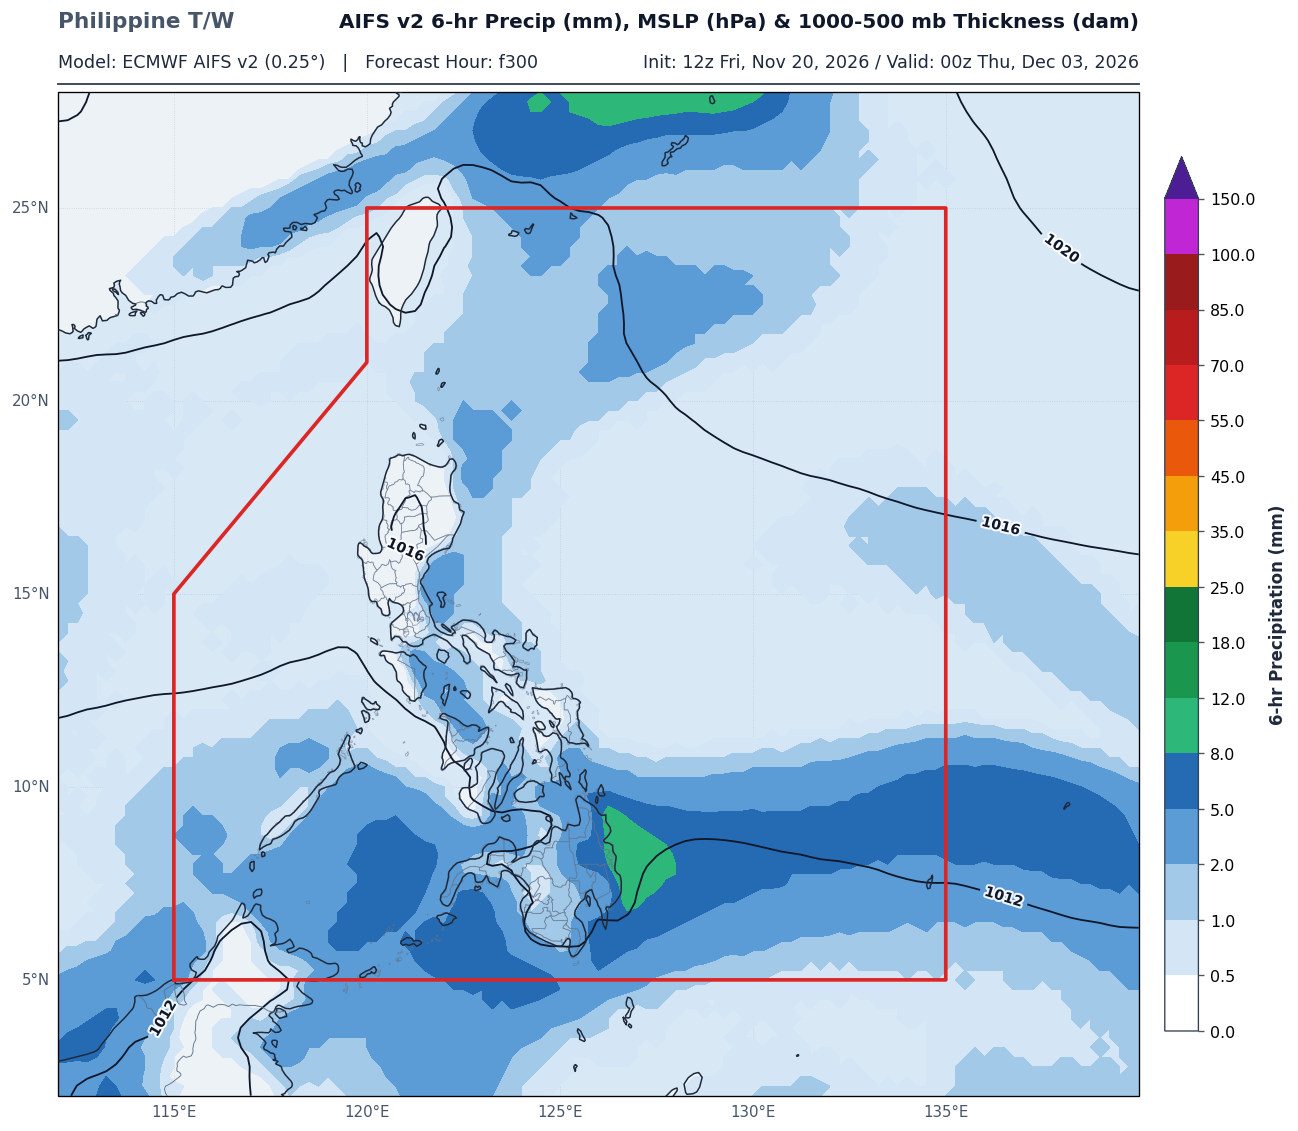 Philippine T/W
AIFS v2 6-hr Precip (mm), MSLP (hPa) & 1000-500 mb Thickness (dam)
Model: ECMWF AIFS v2 (0.25°) | Forecast Hour: f300
Init: 12z Fri, Nov 20, 2026 / Valid: 00z Thu, Dec 03, 2026
25°N
20°N
15°N
10°N
5°N
1020
1016
1016
1012
1012
115°E
120°E
125°E
130°E
135°E
150.0
100.0
85.0
70.0
55.0
45.0
35.0
25.0
18.0
12.0
8.0
5.0
2.0
1.0
0.5
0.0
6-hr Precipitation (mm)